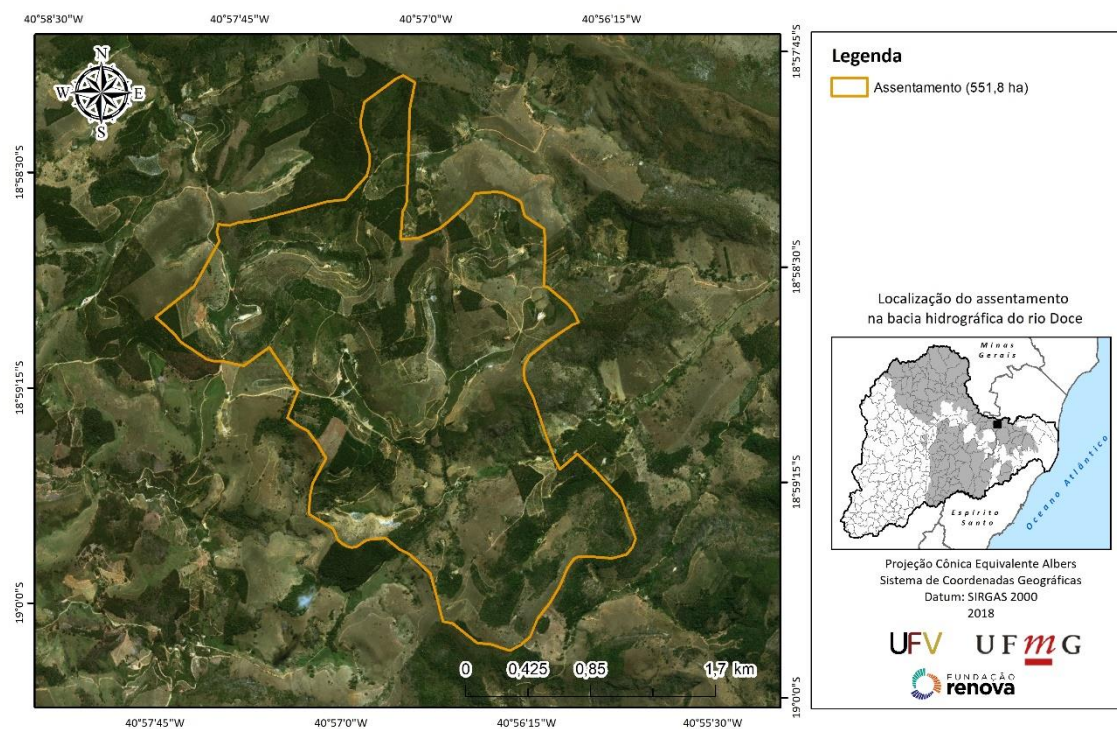 40°58'30"W
40°57'45"W
40°57'0"W
40°56'15"W
18°58'30"S
18°59'15"S
19°0'0"S
N
W
E
S
0
0,425
0,85
1,7 km
18°57'45"S
18°58'30"S
18°59'15"S
19°0'0"S
40°57'45"W
40°57'0"W
40°56'15"W
40°55'30"W
Legenda
Assentamento (551,8 ha)
Localização do assentamento
na bacia hidrográfica do rio Doce
Minas
Gerais
Espírito
Santo
Oceano Atlântico
Projeção Cônica Equivalente Albers
Sistema de Coordenadas Geográficas
Datum: SIRGAS 2000
2018
UFV
UFmG
FUNDAÇÃO
renova